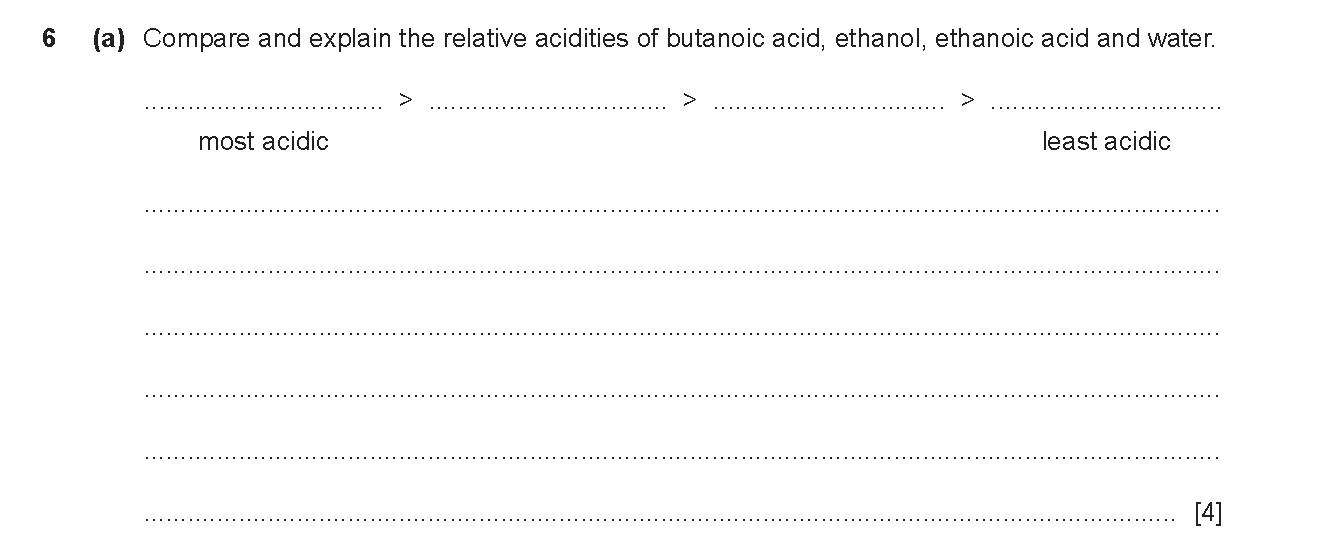 6 (a) Compare and explain the relative acidities of butanoic acid, ethanol, ethanoic acid and water.
................................. > ................................. > ................................ > ................................
most acidic least acidic
....................................................................................................................................................
....................................................................................................................................................
....................................................................................................................................................
....................................................................................................................................................
....................................................................................................................................................
.............................................................................................................................................. [4]